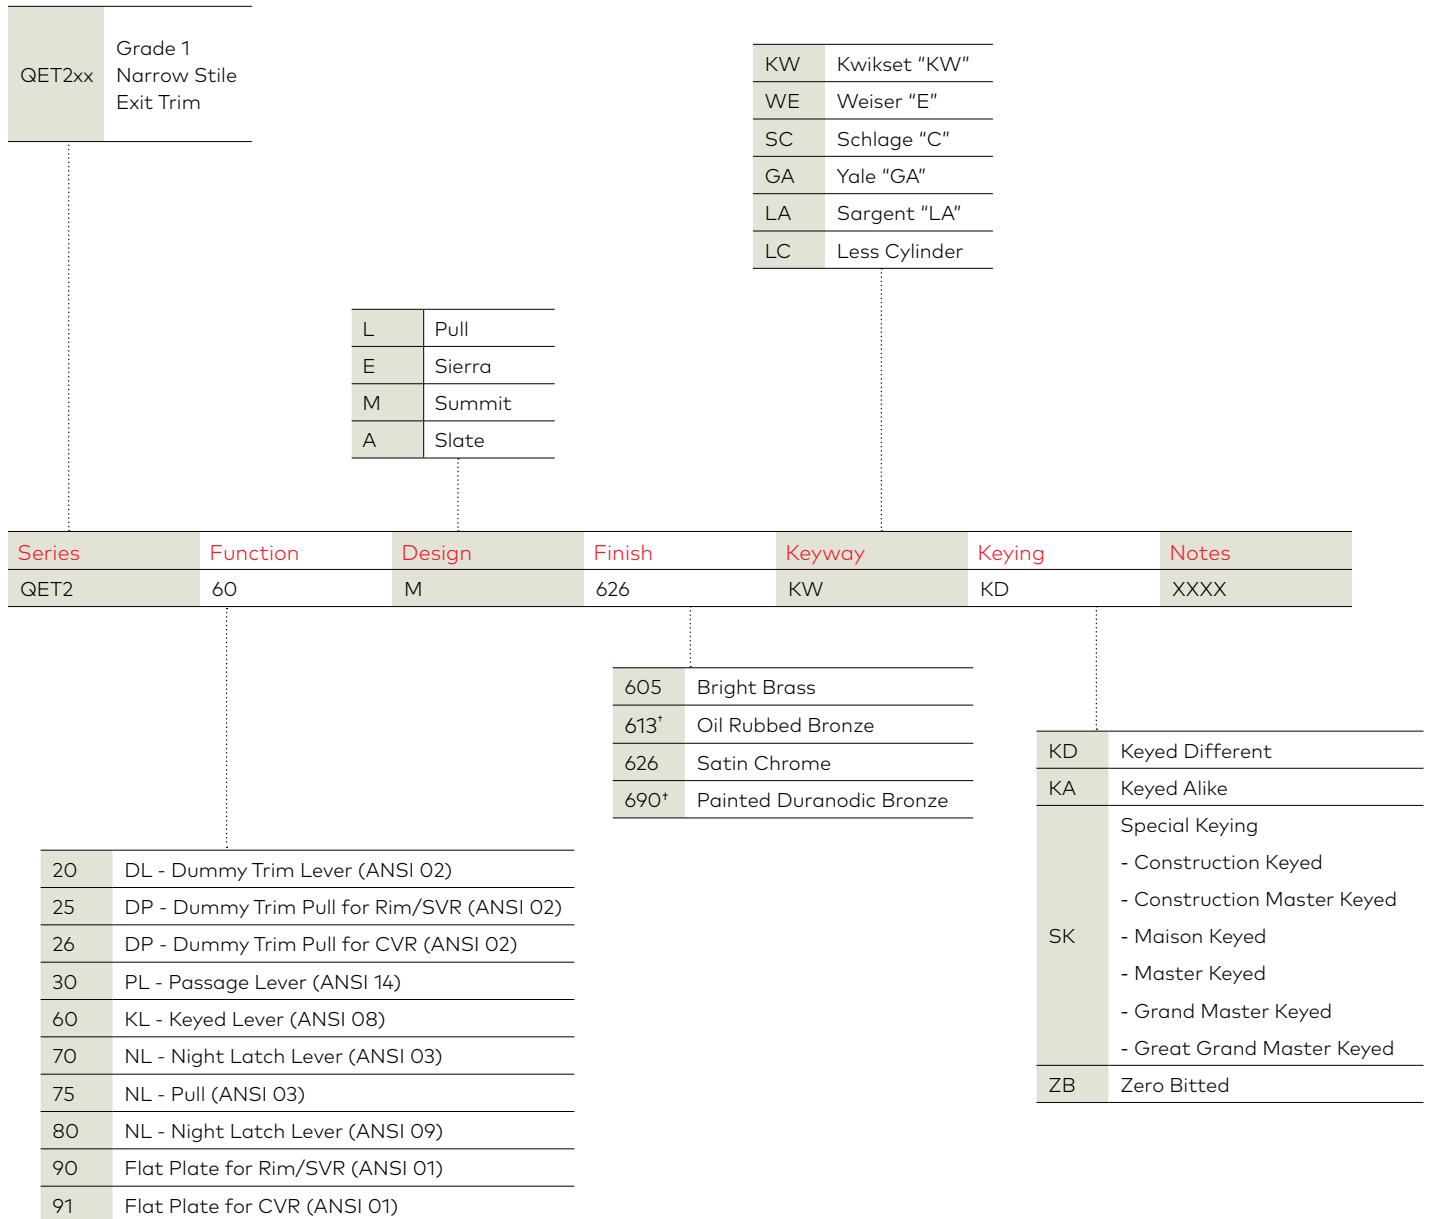 QET2xx
Grade 1
Narrow Stile
Exit Trim
KW Kwikset “KW”
WE Weiser “E”
SC Schlage “C”
GA Yale “GA”
LA Sargent “LA”
LC Less Cylinder
L Pull
E Sierra
M Summit
A Slate
Series Function Design Finish Keyway Keying Notes
QET2 60 M 626 KW KD XXXX
605 Bright Brass
613† Oil Rubbed Bronze
626 Satin Chrome
690† Painted Duranodic Bronze
KD Keyed Different
KA Keyed Alike
SK
Special Keying
- Construction Keyed
- Construction Master Keyed
- Maison Keyed
- Master Keyed
- Grand Master Keyed
- Great Grand Master Keyed
ZB Zero Bitted
20 DL - Dummy Trim Lever (ANSI 02)
25 DP - Dummy Trim Pull for Rim/SVR (ANSI 02)
26 DP - Dummy Trim Pull for CVR (ANSI 02)
30 PL - Passage Lever (ANSI 14)
60 KL - Keyed Lever (ANSI 08)
70 NL - Night Latch Lever (ANSI 03)
75 NL - Pull (ANSI 03)
80 NL - Night Latch Lever (ANSI 09)
90 Flat Plate for Rim/SVR (ANSI 01)
91 Flat Plate for CVR (ANSI 01)